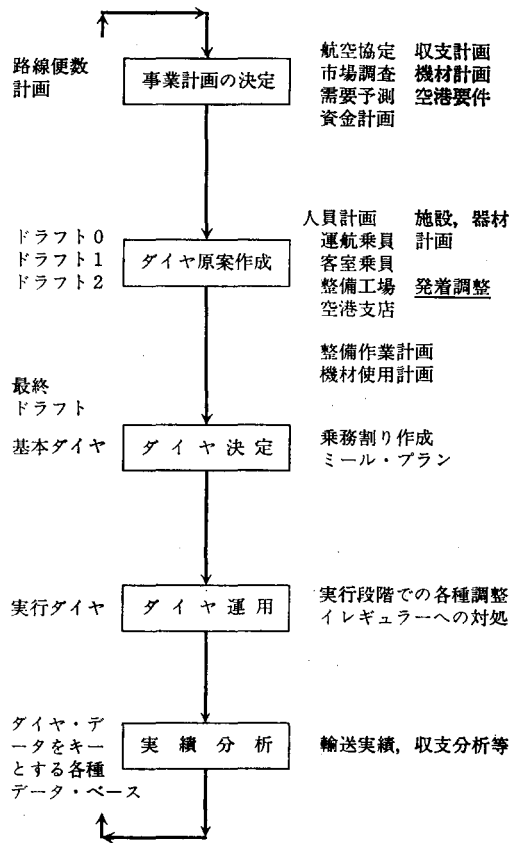 路線便数
計画
事業計画の決定
航空協定 収支計画
市場調査 機材計画
需要予測 空港要件
資金計画
ドラフト0
ドラフト1
ドラフト2
ダイヤ原案作成
人員計画 施設，器材
運航乗員 計画
客室乗員
整備工場 発着調整
空港支店
整備作業計画
機材使用計画
最終
ドラフト
基本ダイヤ
ダイヤ決定
乗務割り作成
ミール・プラン
実行ダイヤ
ダイヤ運用
実行段階での各種調整
イレギュラーへの対処
ダイヤ・デ
ータをキー
とする各種
データ・ベース
実績分析
輸送実績，収支分析等